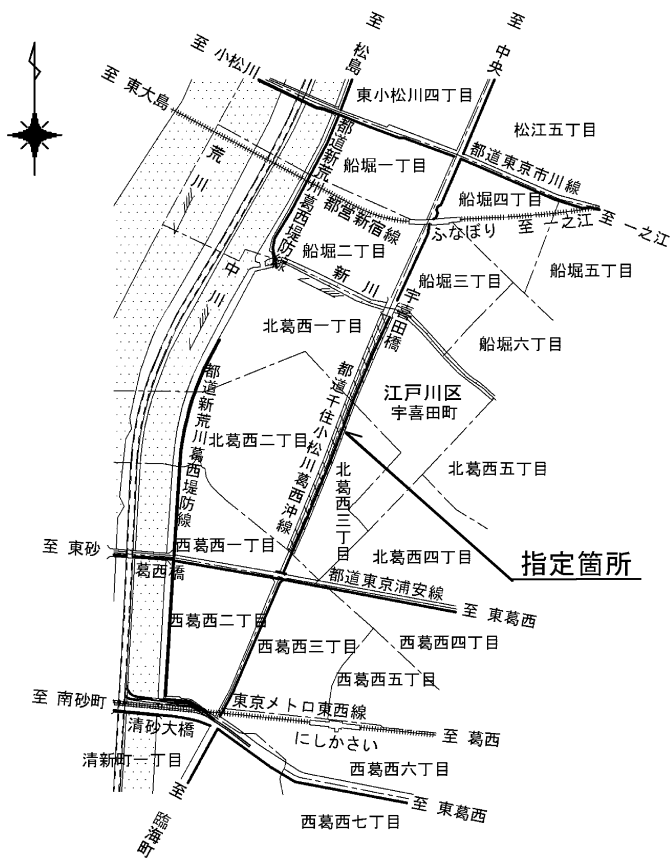 至 松島
至 中央
至 小松川
至 東大島
東小松川四丁目
松江五丁目
都道新荒川葛西堤防線
船堀一丁目
都道東京市川線
荒川
船堀四丁目
都営新宿線
ふなぼり
至 一之江
至 一之江
船堀二丁目
中川
新川
船堀三丁目
船堀五丁目
宇喜田橋
北葛西一丁目
船堀六丁目
江戸川区
宇喜田町
都道新荒川葛西堤防線
北葛西二丁目
都道千住小松川葛西沖線
北葛西三丁目
北葛西五丁目
至 東砂
西葛西一丁目
北葛西四丁目
指定箇所
葛西橋
都道東京浦安線
至 東葛西
西葛西二丁目
西葛西三丁目
西葛西四丁目
西葛西五丁目
至 南砂町
東京メトロ東西線
清砂大橋
にしかさい
至 葛西
清新町一丁目
西葛西六丁目
至 東葛西
至 臨海町
西葛西七丁目